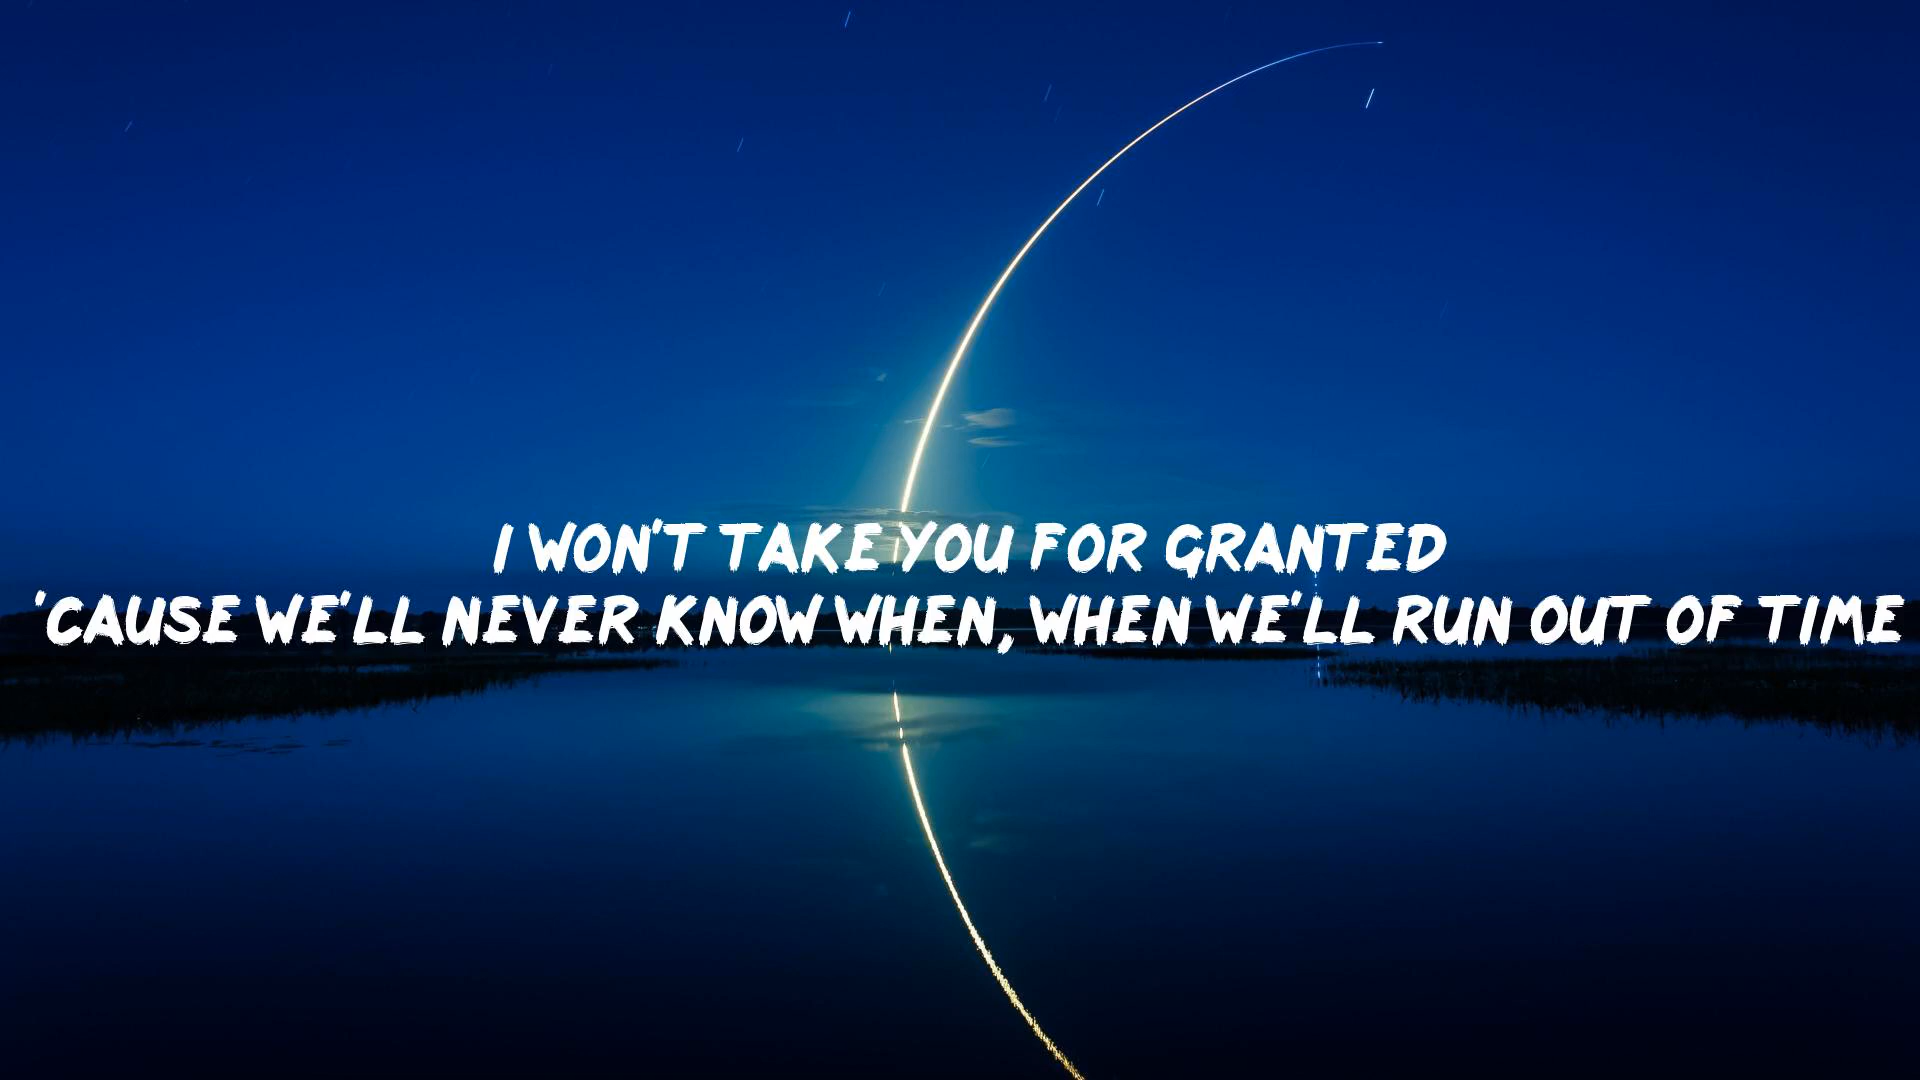 I WON'T TAKE YOU FOR GRANTED
'CAUSE WE'LL NEVER KNOW WHEN, WHEN WE'LL RUN OUT OF TIME